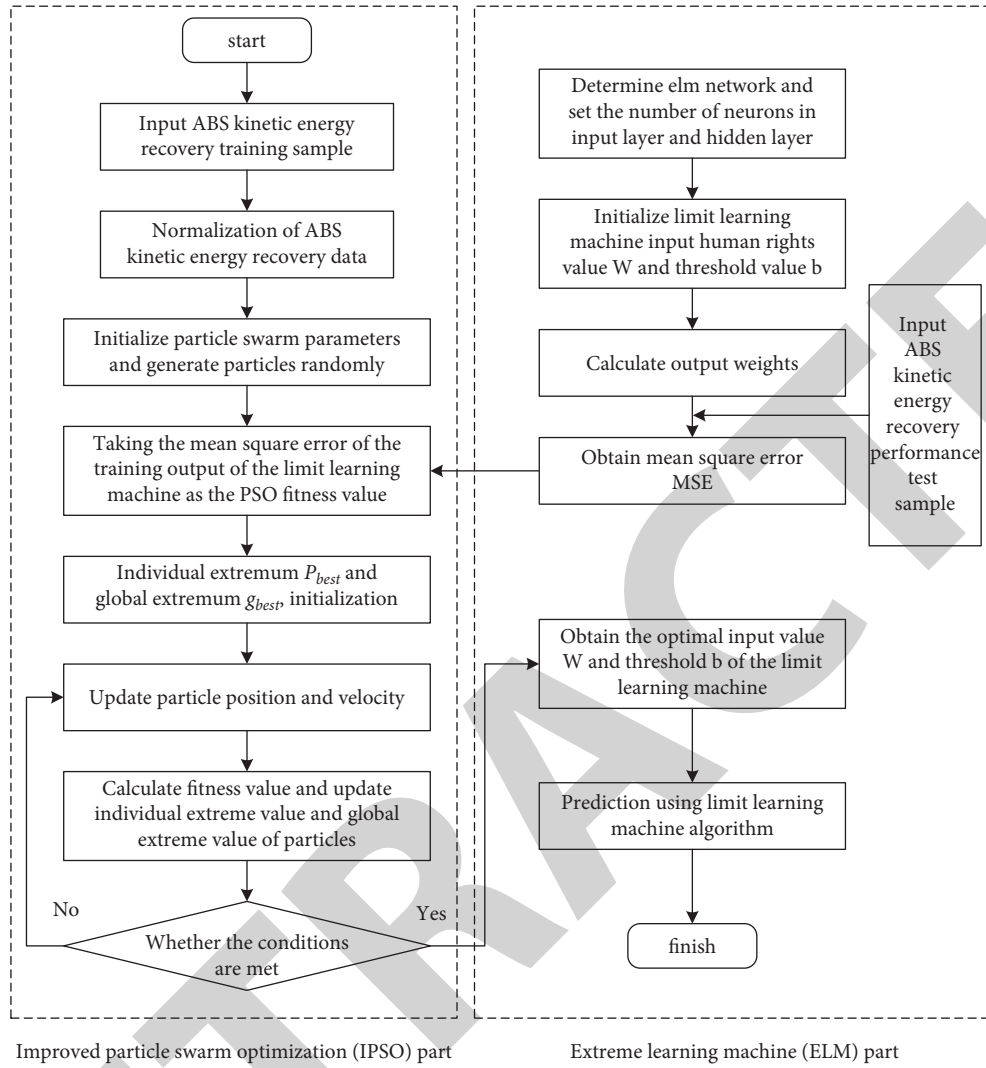 start
Input ABS kinetic energy
recovery training sample
Normalization of ABS
kinetic energy recovery data
Initialize particle swarm parameters
and generate particles randomly
Taking the mean square error of the
training output of the limit learning
machine as the PSO fitness value
Individual extremum P_best and
global extremum g_best, initialization
Update particle position and velocity
Calculate fitness value and update
individual extreme value and global
extreme value of particles
No
Yes
Whether the conditions
are met
Improved particle swarm optimization (IPSO) part
Determine elm network and
set the number of neurons in
input layer and hidden layer
Initialize limit learning
machine input human rights
value W and threshold value b
Calculate output weights
Obtain mean square error
MSE
Input
ABS
kinetic
energy
recovery
performance
test
sample
Obtain the optimal input value
W and threshold b of the limit
learning machine
Prediction using limit learning
machine algorithm
finish
Extreme learning machine (ELM) part